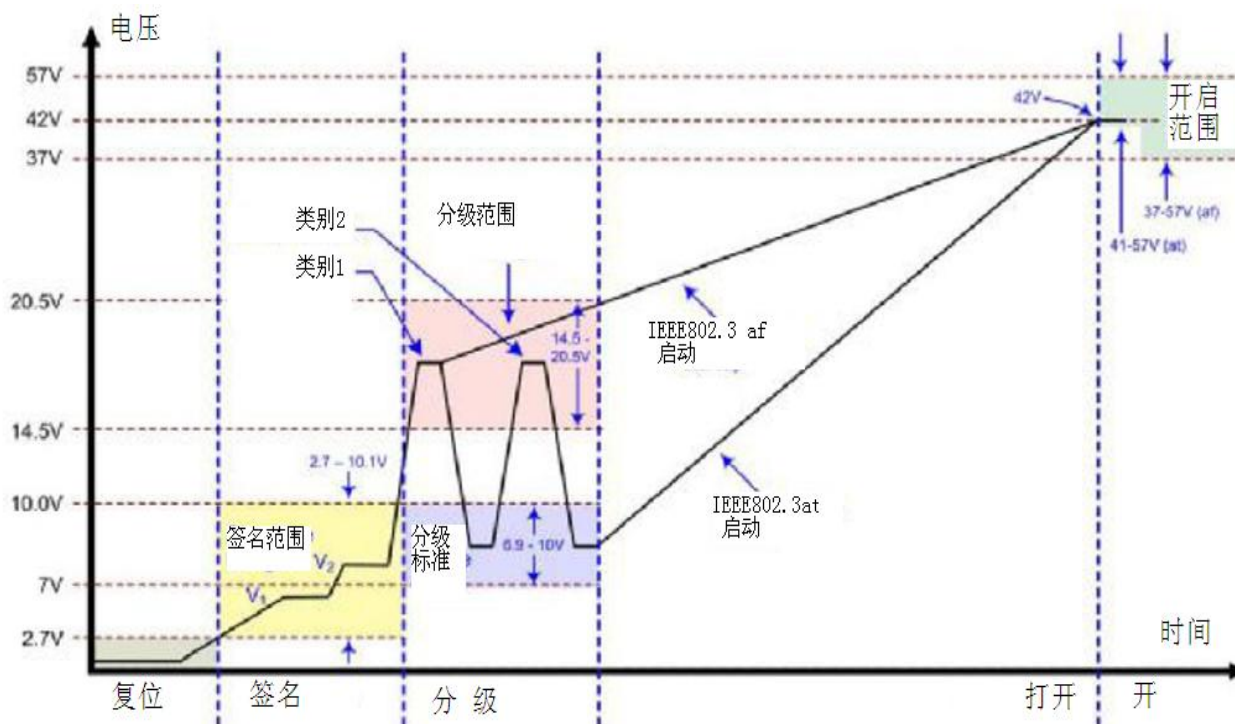 电压
57V
42V
37V
20.5V
14.5V
10.0V
7V
2.7V
42V
开启
范围
37-57V (af)
41-57V (at)
类别2
类别1
分级范围
14.5 -
20.5V
IEEE802.3 af
启动
IEEE802.3at
启动
2.7 – 10.1V
签名范围
V₂
V₁
分级
标准
6.9 - 10V
时间
复位
签名
分 级
打开
开